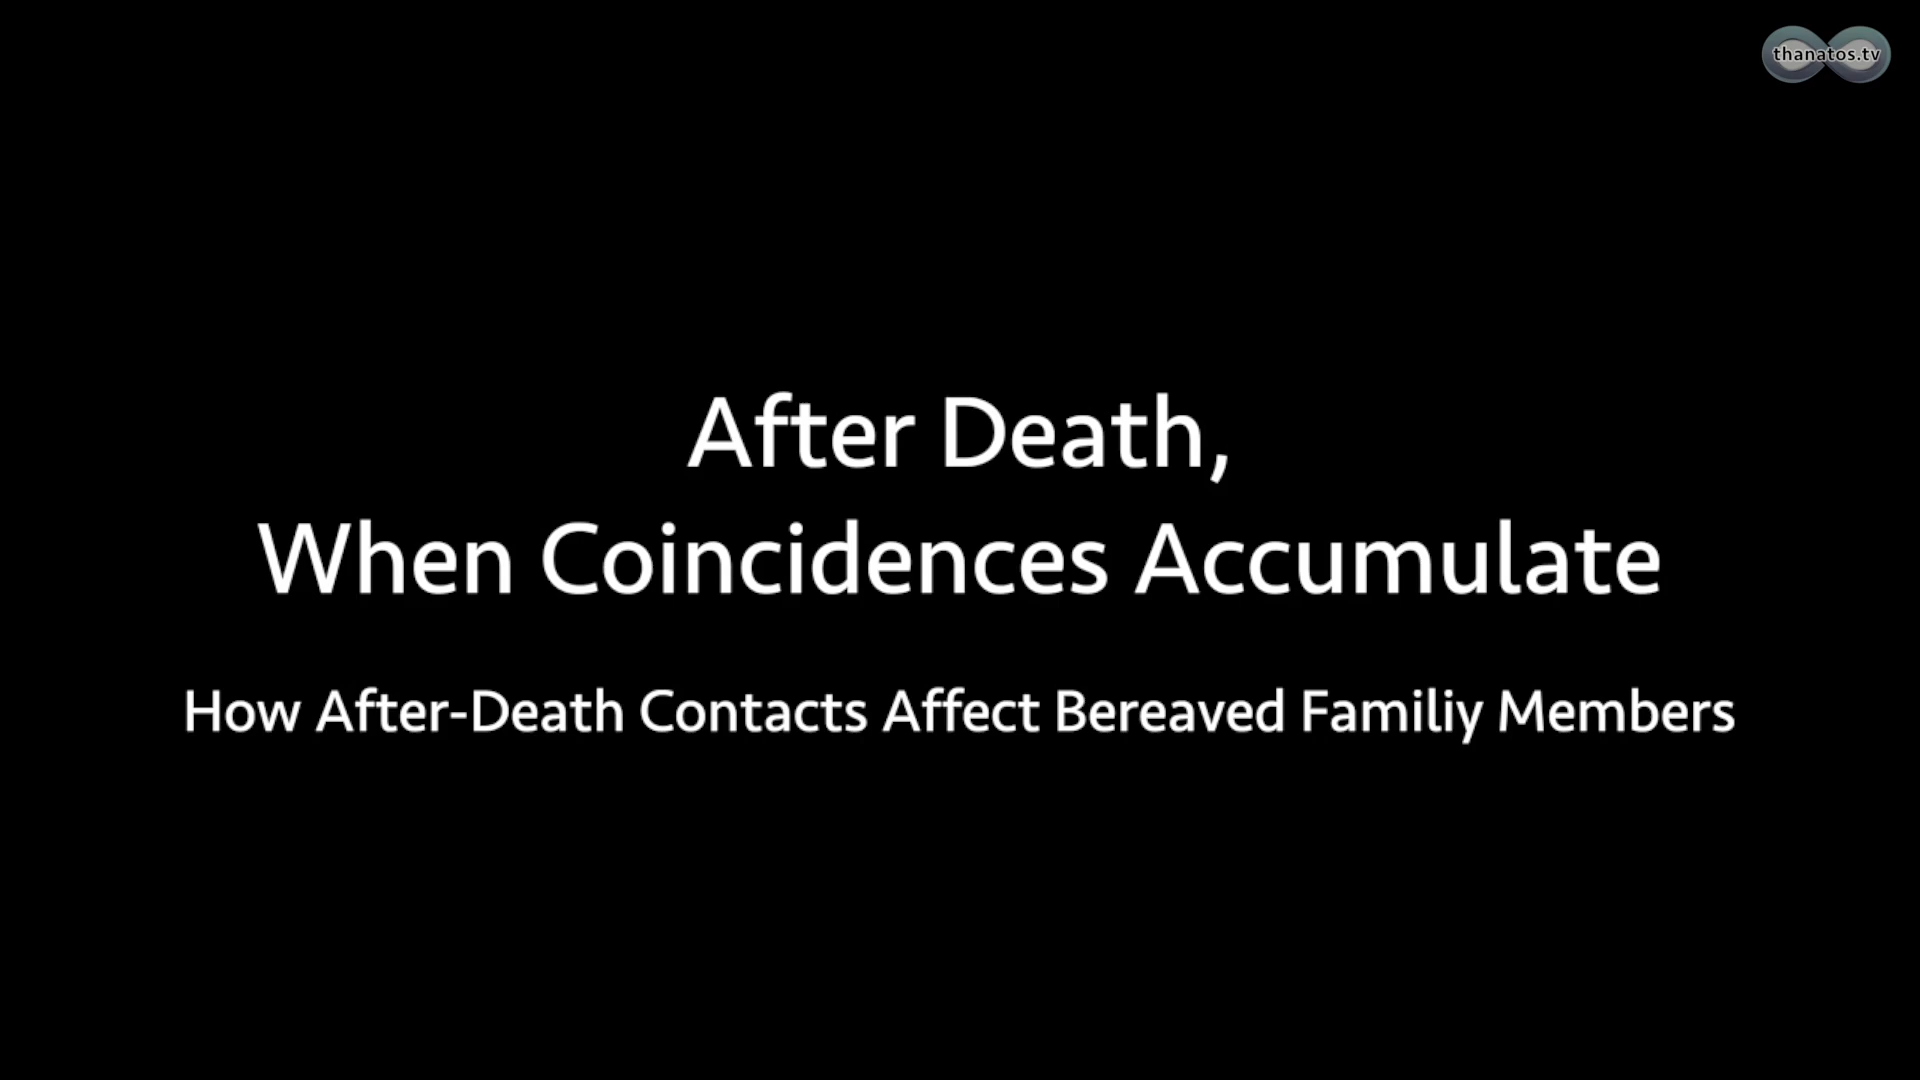 thanatos.tv
After Death,
When Coincidences Accumulate
How After-Death Contacts Affect Bereaved Familiy Members